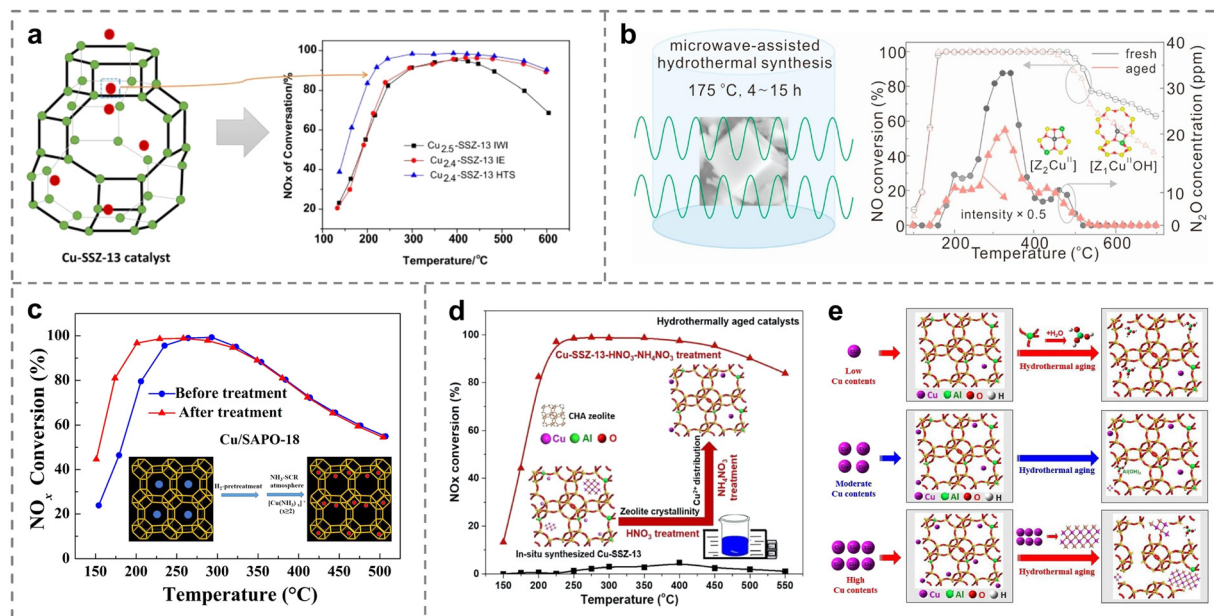 a
Cu-SSZ-13 catalyst
NOx of Conversation/%
100
80
60
40
20
Cu2.5-SSZ-13 IWI
Cu2.4-SSZ-13 IE
Cu2.4-SSZ-13 HTS
100 200 300 400 500 600 700
Temperature/°C
b
microwave-assisted
hydrothermal synthesis
175 °C, 4~15 h
NO conversion (%)
100
80
60
40
20
0
fresh
aged
[Z2CuII]
[Z1CuIIOH]
intensity × 0.5
40
30
20
10
0
N2O concentration (ppm)
200 400 600
Temperature (°C)
c
NOx Conversion (%)
100
80
60
40
20
0
Before treatment
After treatment
Cu/SAPO-18
H2-pretreatment
NH3-SCR
atmosphere
[Cu(NH3)x]+
(x≥2)
150 200 250 300 350 400 450 500
Temperature (°C)
d
NOx conversion (%)
100
80
60
40
20
0
Hydrothermally aged catalysts
Cu-SSZ-13-HNO3-NH4NO3 treatment
CHA zeolite
Cu Al O
Cu2+ distribution
NH4NO3
treatment
Zeolite crystallinity
HNO3 treatment
In-situ synthesized Cu-SSZ-13
150 200 250 300 350 400 450 500 550
Temperature (°C)
e
Low
Cu contents
Cu Al O H
+H2O
Hydrothermal aging
Moderate
Cu contents
Cu Al O H
Hydrothermal aging
Al(OH)3
High
Cu contents
Cu Al O H
Hydrothermal aging